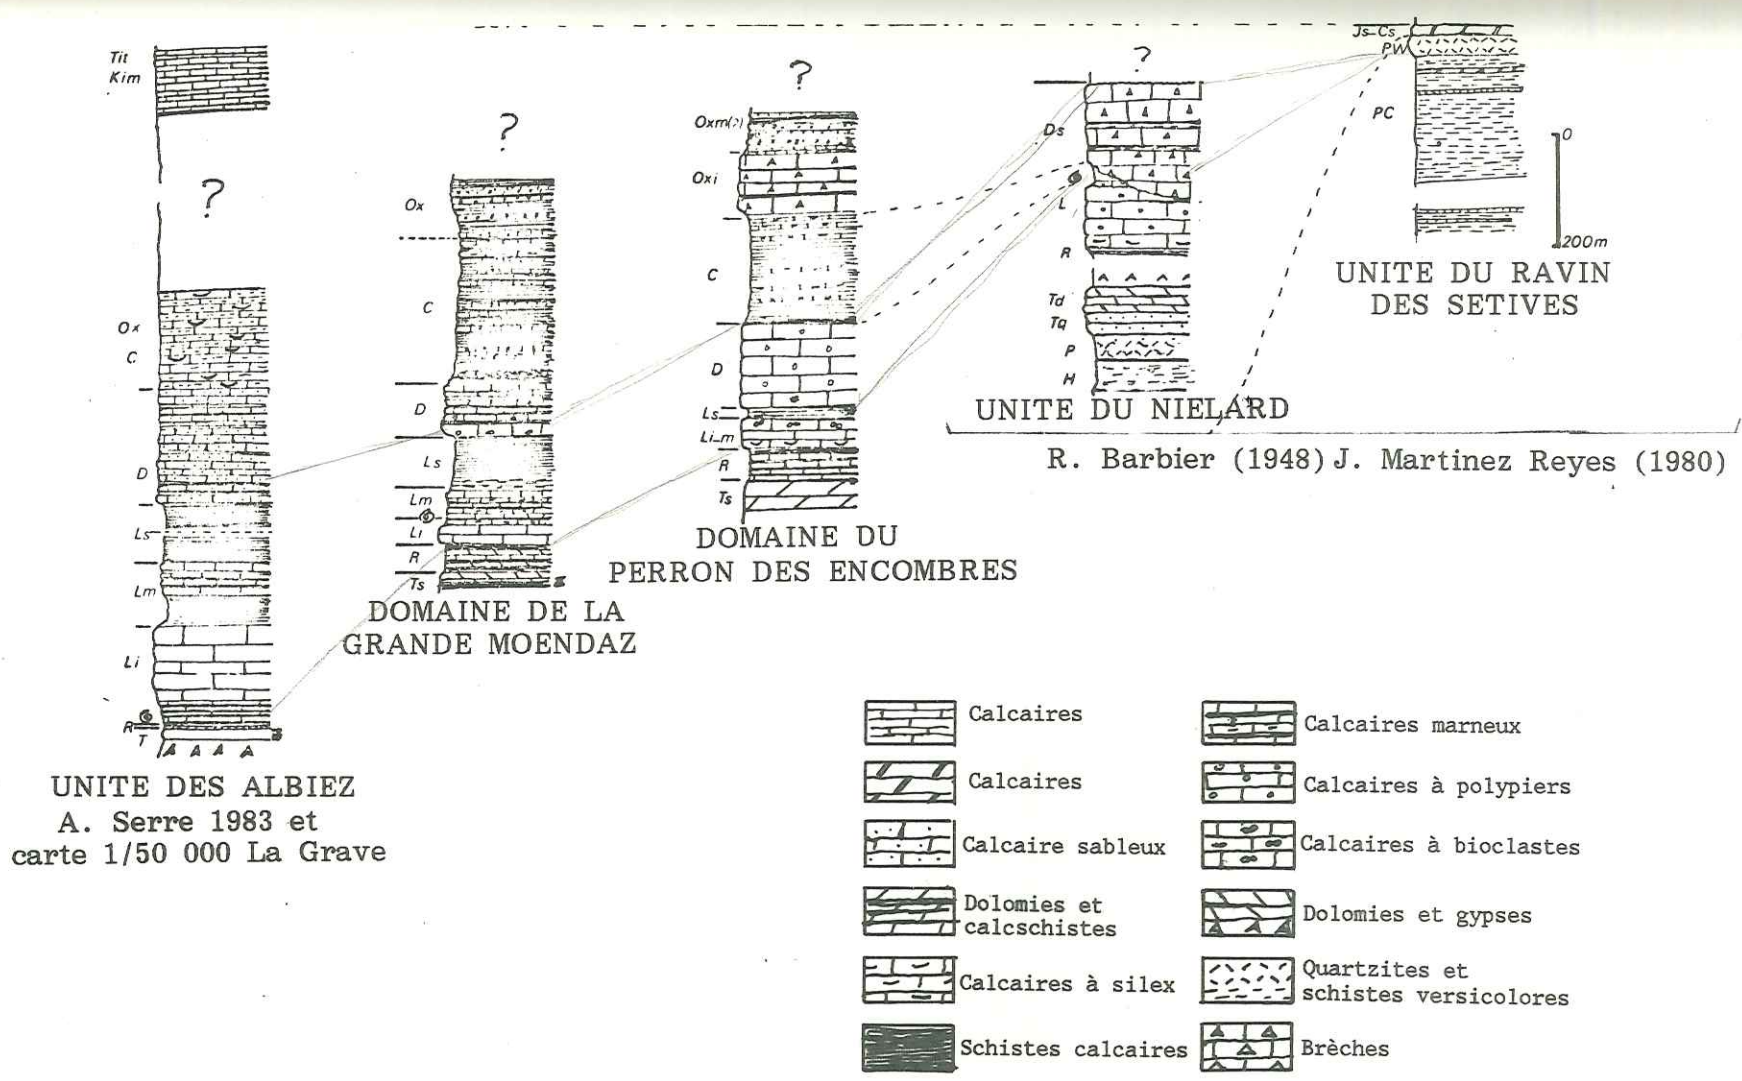 Tit
Kim
?
Ox
C
D
Ls
Lm
Li
R
T
UNITE DES ALBIEZ
A. Serre 1983 et
carte 1/50 000 La Grave
?
Ox
C
D
Ls
Lm
Li
R
Ts
DOMAINE DE LA
GRANDE MOENDAZ
?
Oxm(?)
Oxi
C
D
Ls
Li-m
R
Ts
DOMAINE DU
PERRON DES ENCOMBRES
?
Ds
L
R
Td
Tq
P
H
UNITE DU NIELARD
R. Barbier (1948)
Js-Cs
PW
PC
0
200m
UNITE DU RAVIN
DES SETIVES
J. Martinez Reyes (1980)
Calcaires
Calcaires
Calcaire sableux
Dolomies et
calcschistes
Calcaires à silex
Schistes calcaires
Calcaires marneux
Calcaires à polypiers
Calcaires à bioclastes
Dolomies et gypses
Quartzites et
schistes versicolores
Brèches